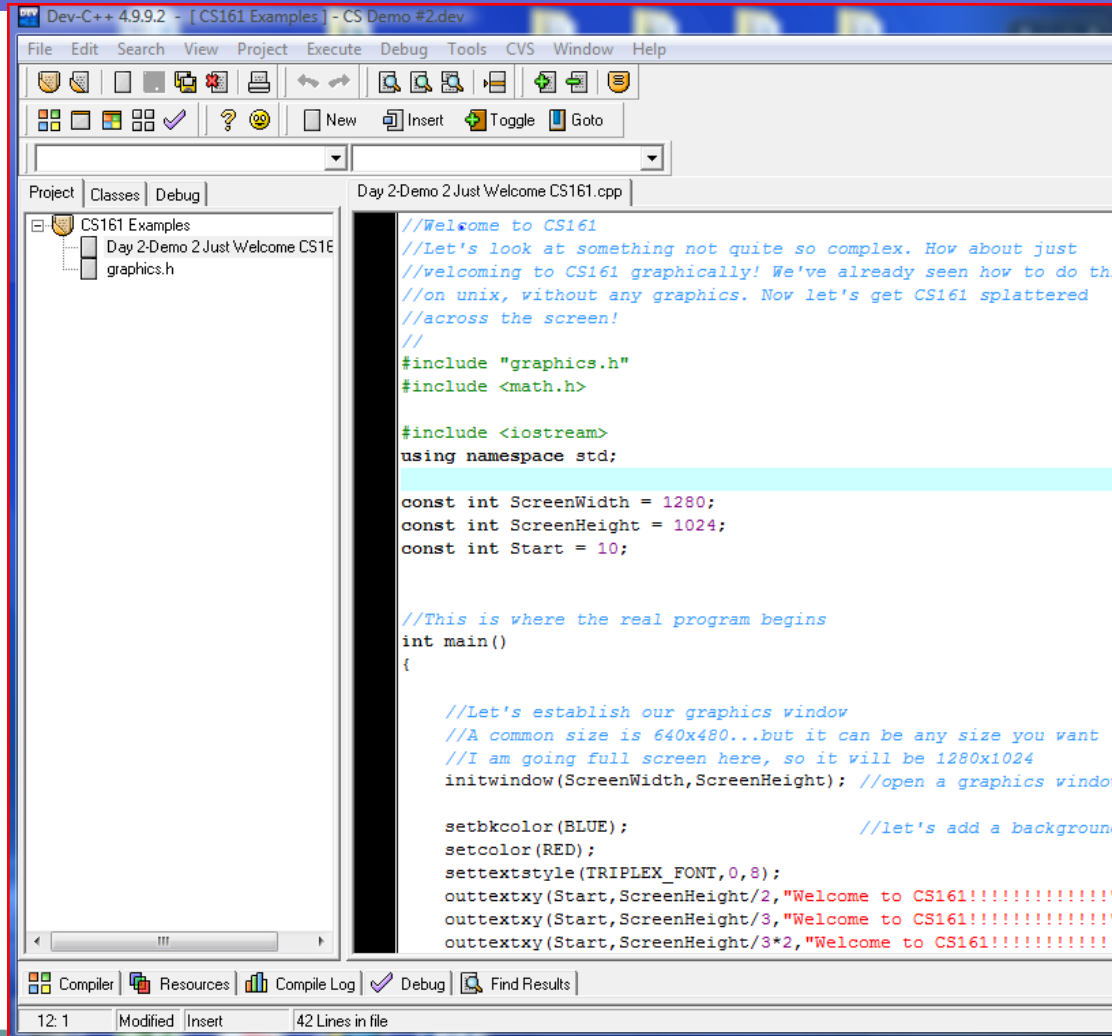 Dev-C++ 4.9.9.2 - [ CS161 Examples ] - CS Demo #2.dev
File Edit Search View Project Execute Debug Tools CVS Window Help
New Insert Toggle Goto
Project Classes Debug
Day 2-Demo 2 Just Welcome CS161.cpp
CS161 Examples
Day 2-Demo 2 Just Welcome CS16
graphics.h
//Welcome to CS161
//Let's look at something not quite so complex. How about just
//welcoming to CS161 graphically! We've already seen how to do thi
//on unix, without any graphics. Now let's get CS161 splattered
//across the screen!
//
#include "graphics.h"
#include <math.h>
#include <iostream>
using namespace std;
const int ScreenWidth = 1280;
const int ScreenHeight = 1024;
const int Start = 10;
//This is where the real program begins
int main()
{
//Let's establish our graphics window
//A common size is 640x480...but it can be any size you want
//I am going full screen here, so it will be 1280x1024
initwindow(ScreenWidth,ScreenHeight); //open a graphics window
setbkcolor(BLUE); //let's add a background
setcolor(RED);
settextstyle(TRIPLEX_FONT,0,8);
outtextxy(Start,ScreenHeight/2,"Welcome to CS161!!!!!!!!!!!!!!"
outtextxy(Start,ScreenHeight/3,"Welcome to CS161!!!!!!!!!!!!!!"
outtextxy(Start,ScreenHeight/3*2,"Welcome to CS161!!!!!!!!!!!!!
Compiler Resources Compile Log Debug Find Results
12: 1 Modified Insert 42 Lines in file